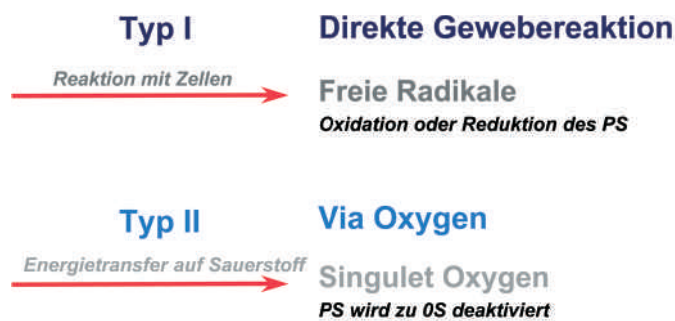 Typ I
Direkte Gewebereaktion
Reaktion mit Zellen
Freie Radikale
Oxidation oder Reduktion des PS
Typ II
Via Oxygen
Energietransfer auf Sauerstoff
Singulet Oxygen
PS wird zu 0S deaktiviert